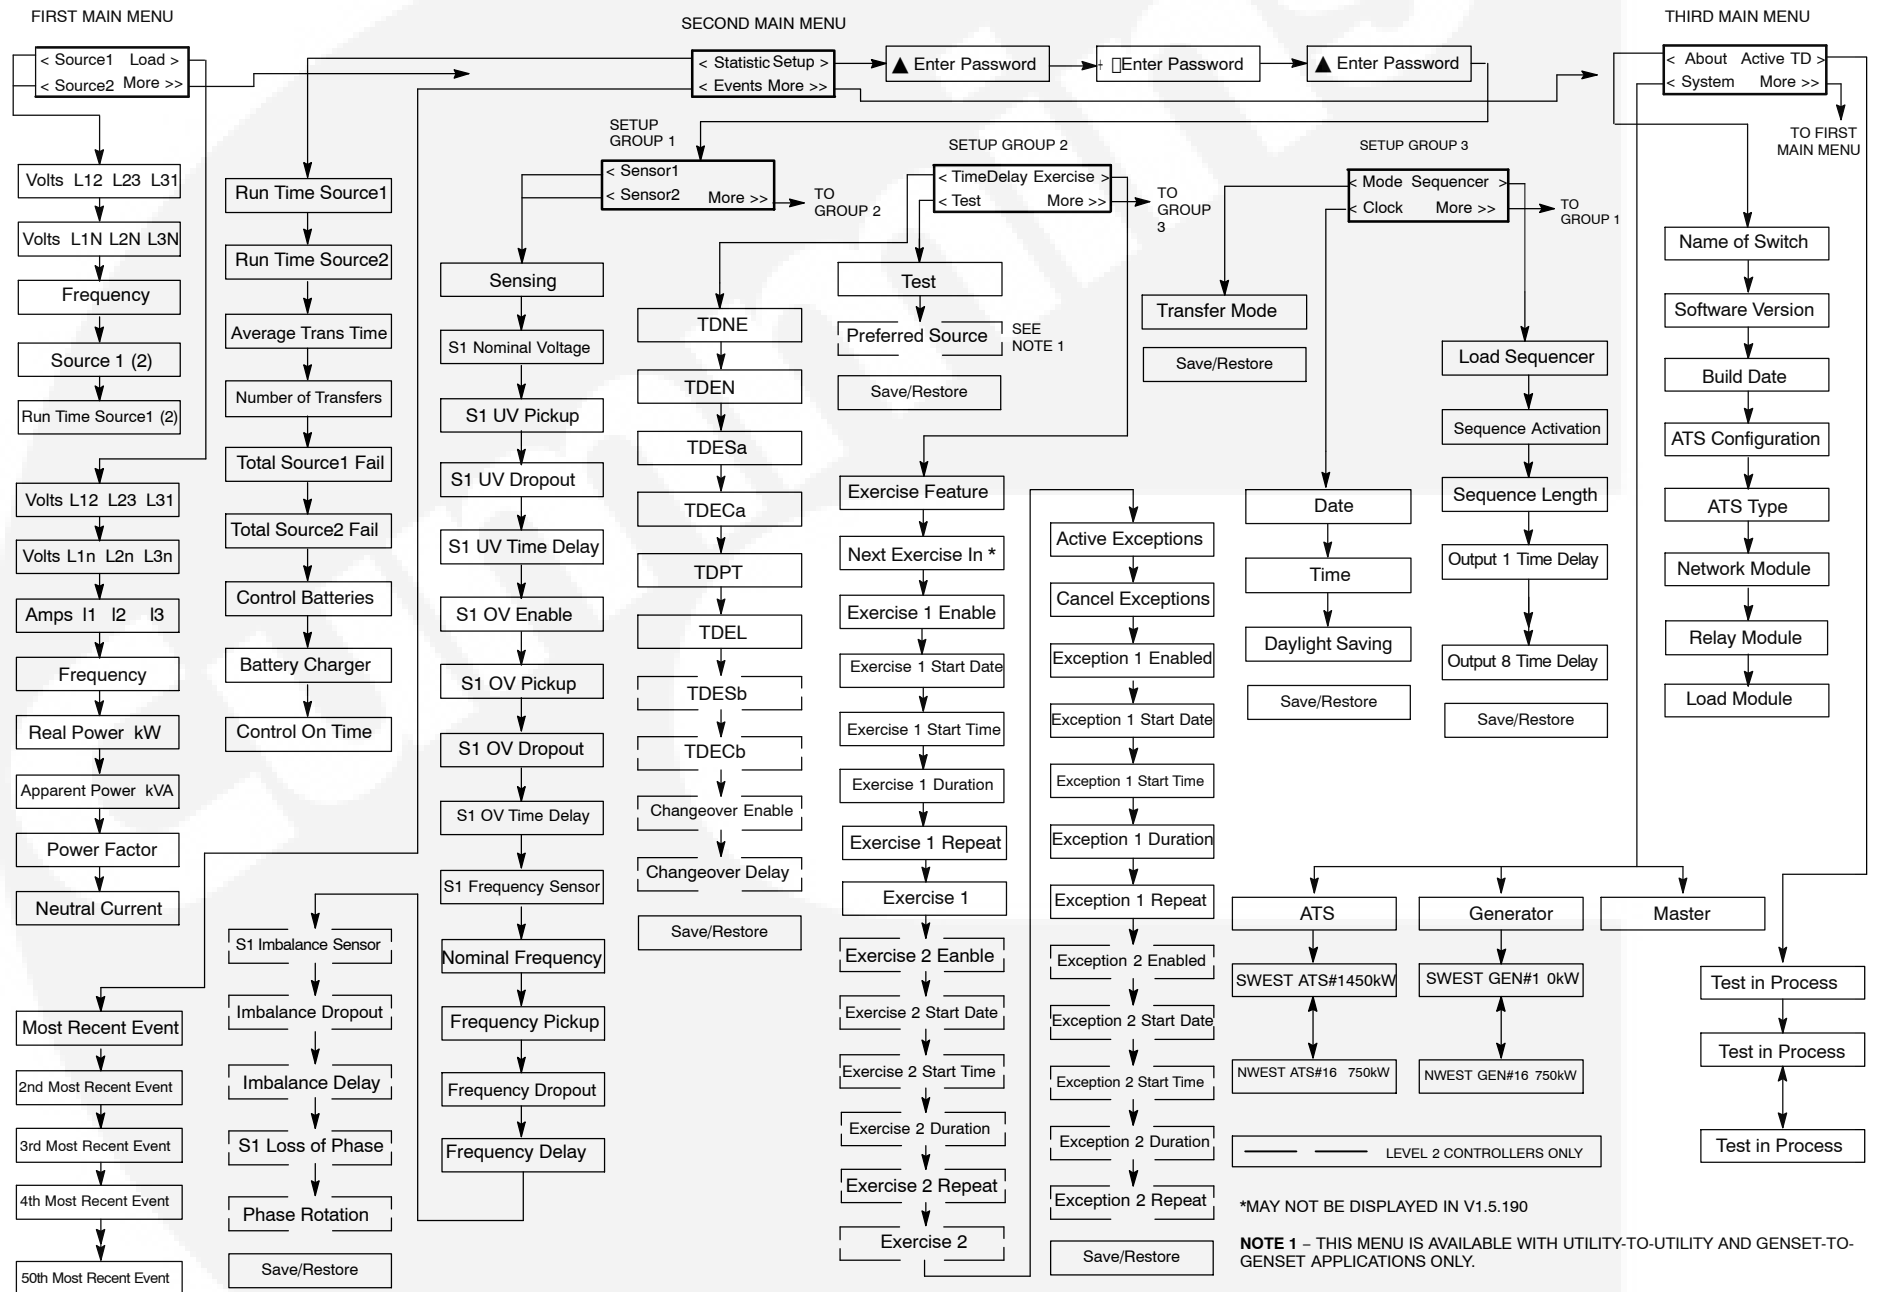 FIRST MAIN MENU
< Source1 Load >
< Source2 More >>
Volts L12 L23 L31
Volts L1N L2N L3N
Frequency
Source 1 (2)
Run Time Source1 (2)
Volts L12 L23 L31
Volts L1n L2n L3n
Amps I1 I2 I3
Frequency
Real Power kW
Apparent Power kVA
Power Factor
Neutral Current
Most Recent Event
2nd Most Recent Event
3rd Most Recent Event
4th Most Recent Event
50th Most Recent Event
SECOND MAIN MENU
< Statistic Setup >
< Events More >>
▲ Enter Password
▯Enter Password
▲ Enter Password
Run Time Source1
Run Time Source2
Average Trans Time
Number of Transfers
Total Source1 Fail
Total Source2 Fail
Control Batteries
Battery Charger
Control On Time
SETUP
GROUP 1
< Sensor1
< Sensor2 More >>
TO
GROUP 2
Sensing
S1 Nominal Voltage
S1 UV Pickup
S1 UV Dropout
S1 UV Time Delay
S1 OV Enable
S1 OV Pickup
S1 OV Dropout
S1 OV Time Delay
S1 Frequency Sensor
Nominal Frequency
Frequency Pickup
Frequency Dropout
Frequency Delay
S1 Imbalance Sensor
Imbalance Dropout
Imbalance Delay
S1 Loss of Phase
Phase Rotation
Save/Restore
SETUP GROUP 2
< TimeDelay Exercise >
< Test More >>
TO
GROUP
3
TDNE
TDEN
TDESa
TDECa
TDPT
TDEL
TDESb
TDECb
Changeover Enable
Changeover Delay
Save/Restore
Test
Preferred Source
SEE
NOTE 1
Save/Restore
Exercise Feature
Next Exercise In *
Exercise 1 Enable
Exercise 1 Start Date
Exercise 1 Start Time
Exercise 1 Duration
Exercise 1 Repeat
Exercise 1
Exercise 2 Eanble
Exercise 2 Start Date
Exercise 2 Start Time
Exercise 2 Duration
Exercise 2 Repeat
Exercise 2
Active Exceptions
Cancel Exceptions
Exception 1 Enabled
Exception 1 Start Date
Exception 1 Start Time
Exception 1 Duration
Exception 1 Repeat
Exception 2 Enabled
Exception 2 Start Date
Exception 2 Start Time
Exception 2 Duration
Exception 2 Repeat
Save/Restore
SETUP GROUP 3
< Mode Sequencer >
< Clock More >>
TO
GROUP 1
Transfer Mode
Save/Restore
Date
Time
Daylight Saving
Save/Restore
Load Sequencer
Sequence Activation
Sequence Length
Output 1 Time Delay
Output 8 Time Delay
Save/Restore
THIRD MAIN MENU
< About Active TD >
< System More >>
TO FIRST
MAIN MENU
Name of Switch
Software Version
Build Date
ATS Configuration
ATS Type
Network Module
Relay Module
Load Module
ATS
Generator
Master
SWEST ATS#1450kW
SWEST GEN#1 0kW
NWEST ATS#16 750kW
NWEST GEN#16 750kW
Test in Process
Test in Process
Test in Process
LEVEL 2 CONTROLLERS ONLY
*MAY NOT BE DISPLAYED IN V1.5.190
NOTE 1 – THIS MENU IS AVAILABLE WITH UTILITY-TO-UTILITY AND GENSET-TO-
GENSET APPLICATIONS ONLY.
Cummins